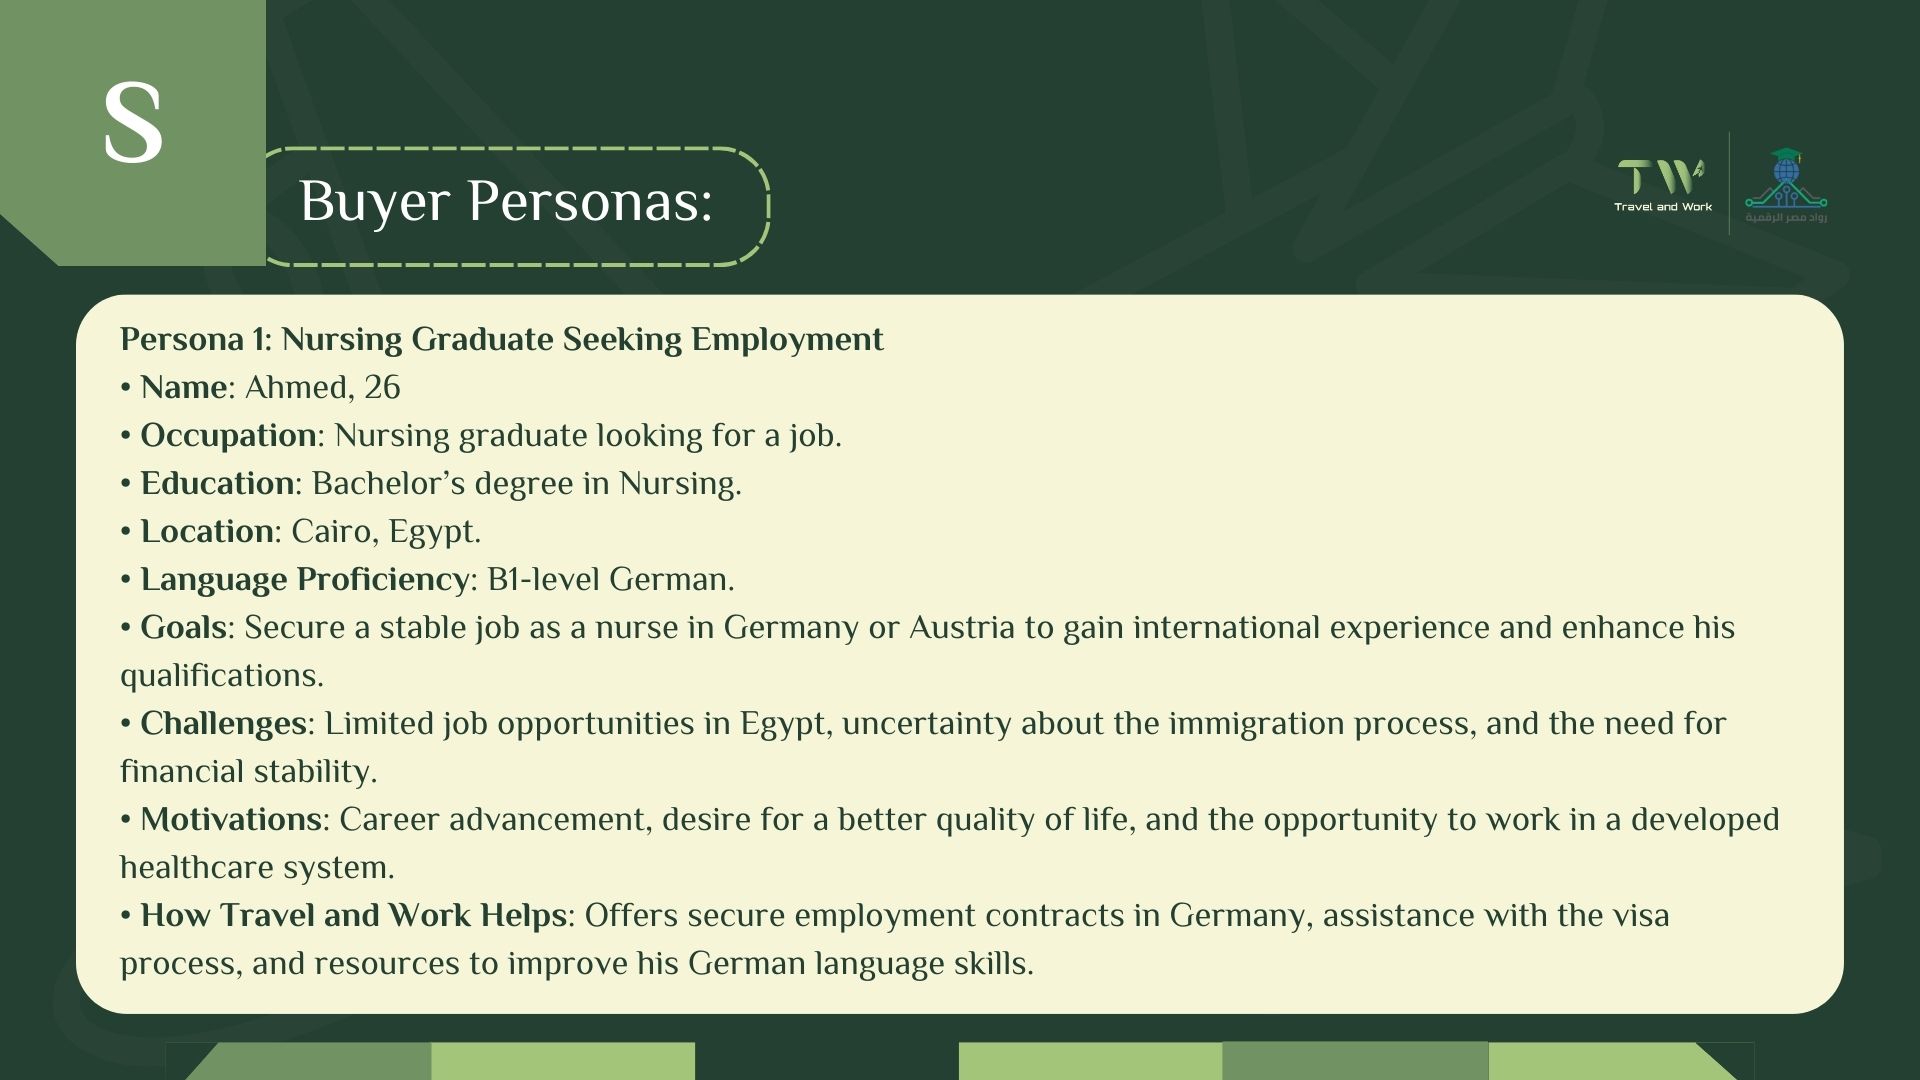 S
Buyer Personas:
TW
Travel and Work
رواد مصر الرقمية
Persona 1: Nursing Graduate Seeking Employment
• Name: Ahmed, 26
• Occupation: Nursing graduate looking for a job.
• Education: Bachelor’s degree in Nursing.
• Location: Cairo, Egypt.
• Language Proficiency: B1-level German.
• Goals: Secure a stable job as a nurse in Germany or Austria to gain international experience and enhance his
qualifications.
• Challenges: Limited job opportunities in Egypt, uncertainty about the immigration process, and the need for
financial stability.
• Motivations: Career advancement, desire for a better quality of life, and the opportunity to work in a developed
healthcare system.
• How Travel and Work Helps: Offers secure employment contracts in Germany, assistance with the visa
process, and resources to improve his German language skills.